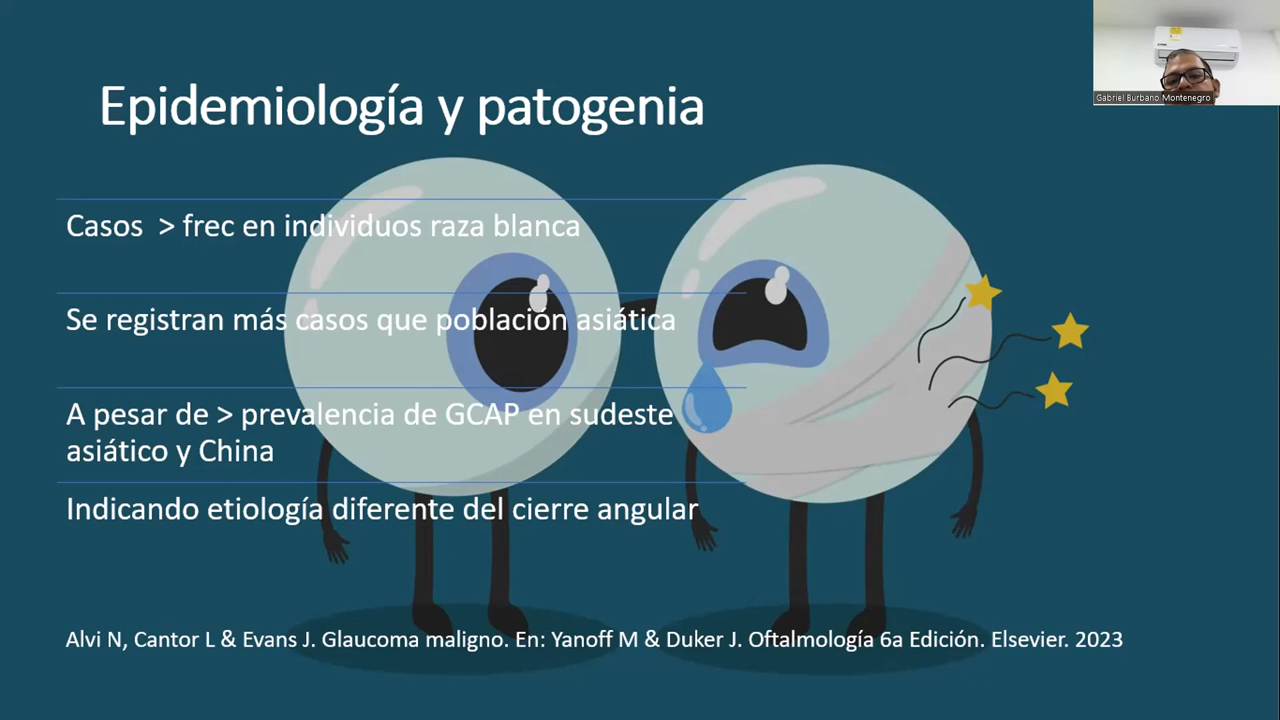 Gabriel Burbano Montenegro
Epidemiología y patogenia
Casos > frec en individuos raza blanca
Se registran más casos que población asiática
A pesar de > prevalencia de GCAP en sudeste
asiático y China
Indicando etiología diferente del cierre angular
Alvi N, Cantor L & Evans J. Glaucoma maligno. En: Yanoff M & Duker J. Oftalmología 6a Edición. Elsevier. 2023